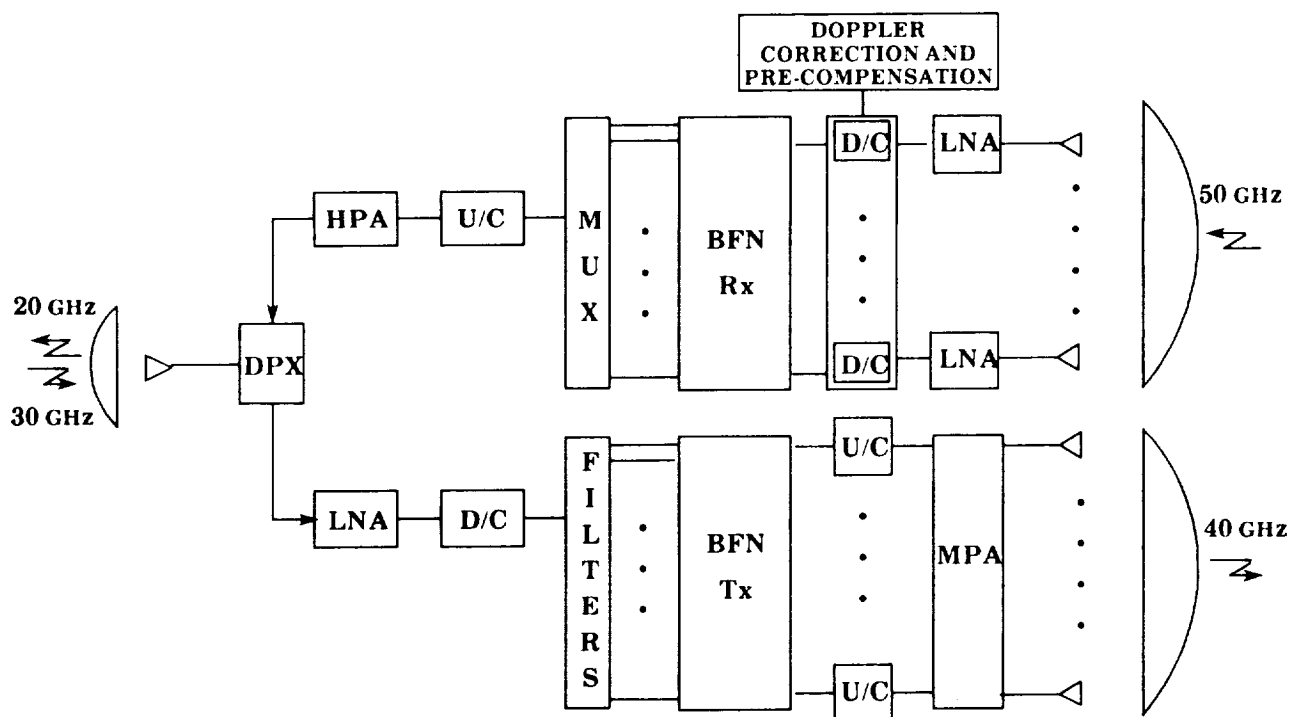 DOPPLER
CORRECTION AND
PRE-COMPENSATION
D/C
LNA
HPA
U/C
M
U
X
BFN
Rx
50 GHz
20 GHz
DPX
30 GHz
D/C
LNA
U/C
LNA
D/C
F
I
L
T
E
R
S
BFN
Tx
MPA
40 GHz
U/C